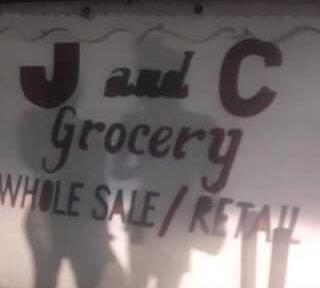 J and C
Grocery
WHOLE SALE/RETAIL